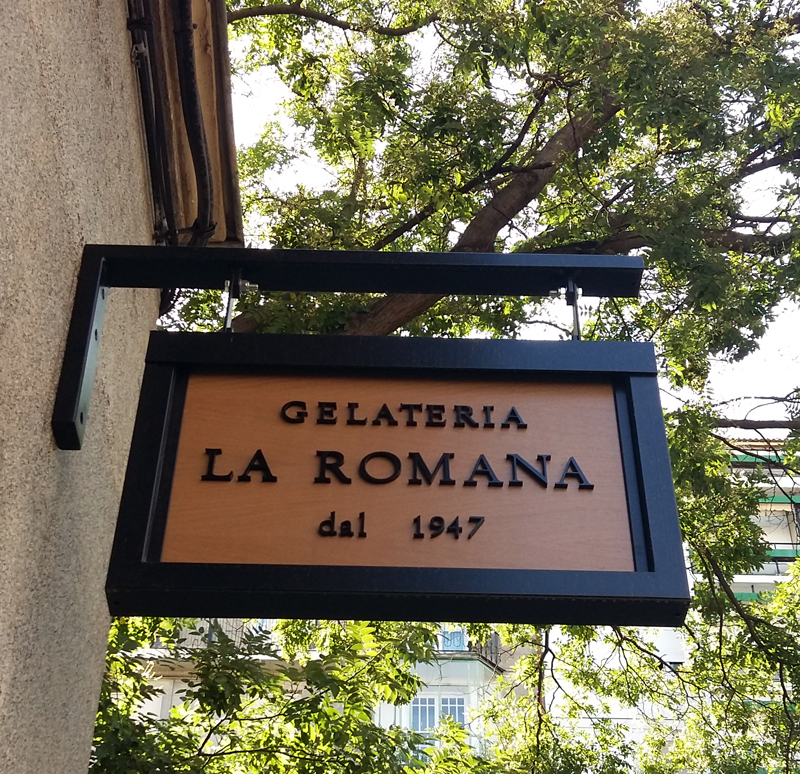 GELATERIA
LA ROMANA
dal 1947